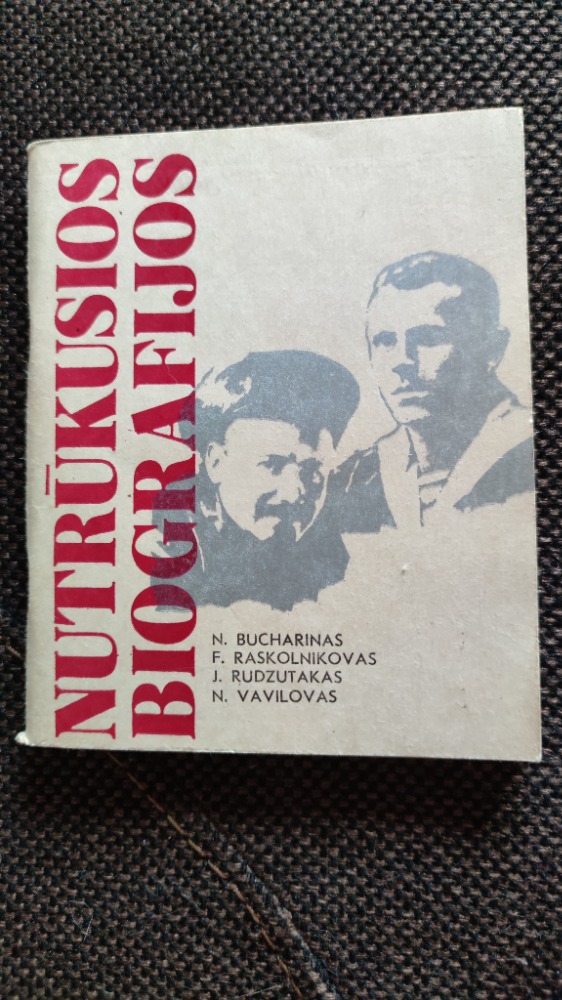 NUTRŪKUSIOS
BIOGRAFIJOS
N. BUCHARINAS
F. RASKOLNIKOVAS
J. RUDZUTAKAS
N. VAVILOVAS